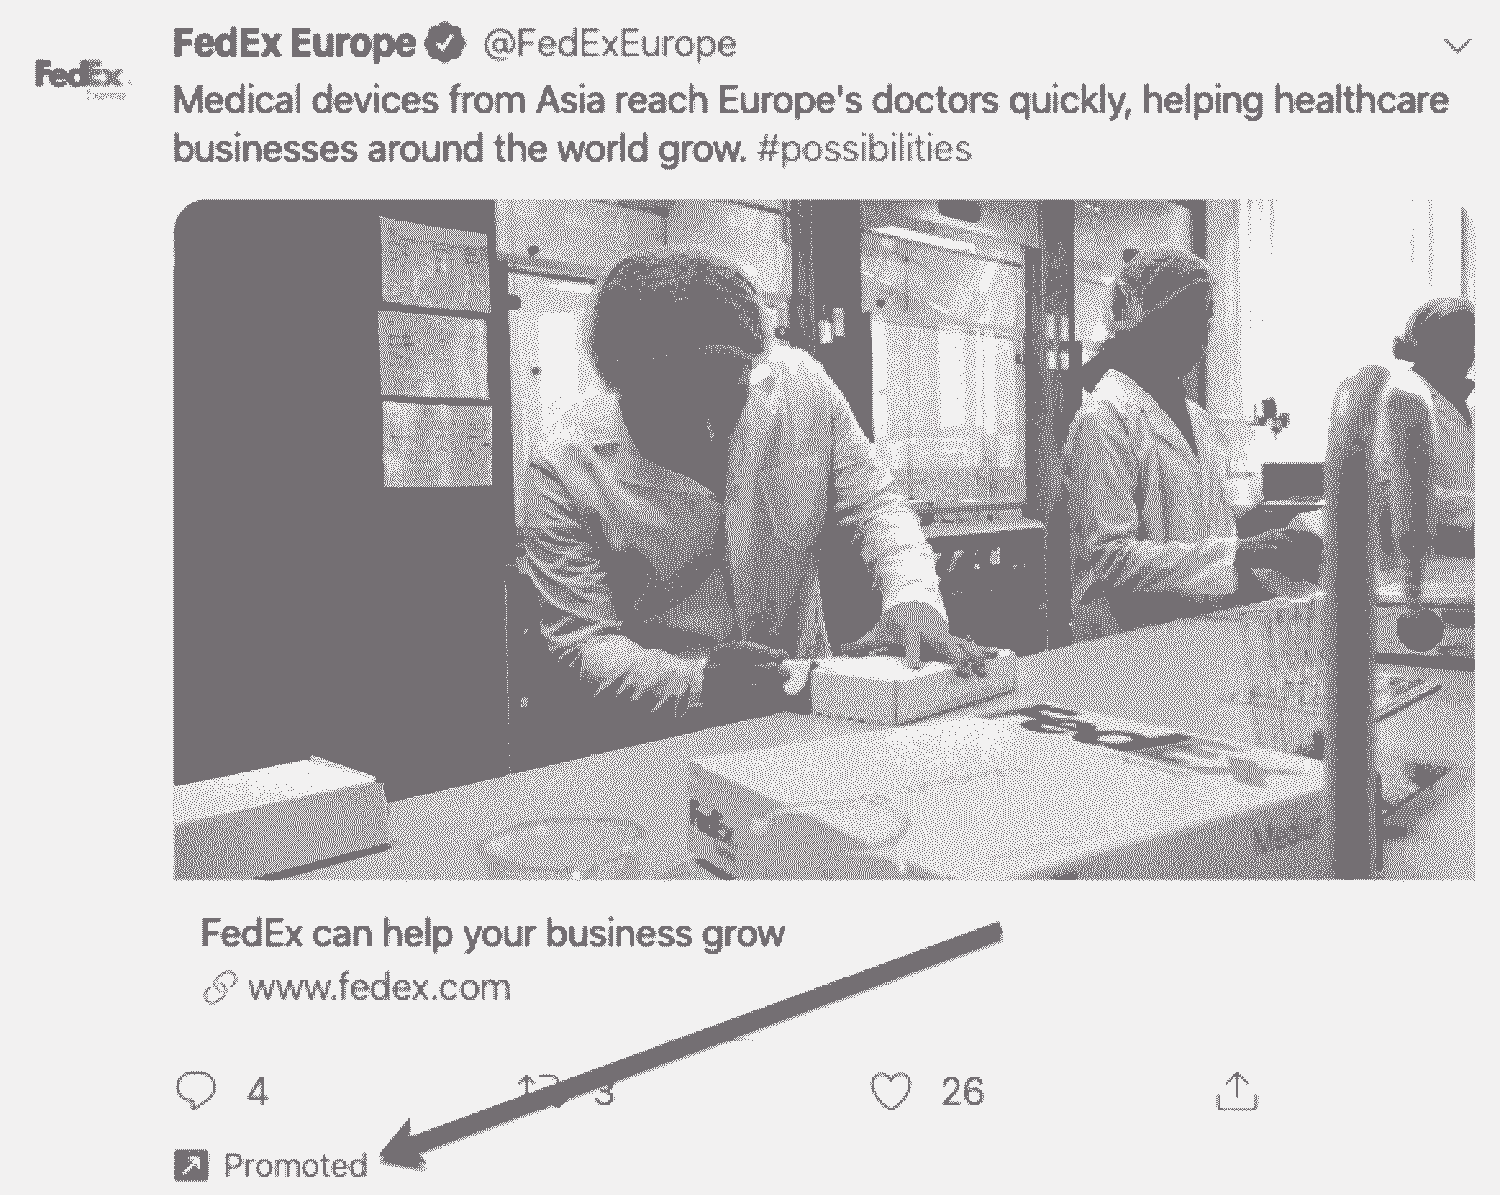 FedEx Europe @FedExEurope
FedEx
Medical devices from Asia reach Europe's doctors quickly, helping healthcare
businesses around the world grow. #possibilities
FedEx can help your business grow
www.fedex.com
4 3 26
Promoted